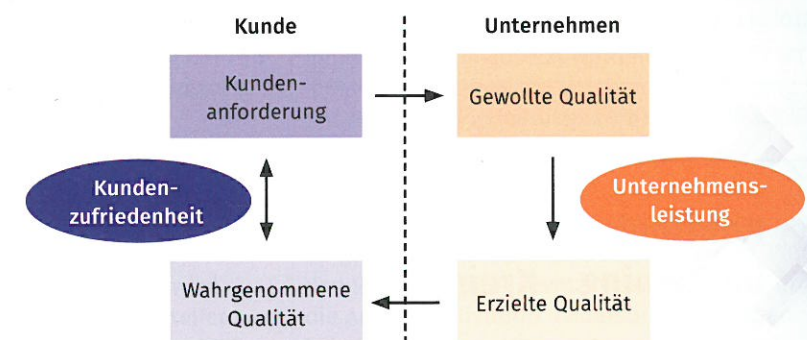 Kunde
Unternehmen
Kunden-
anforderung
Gewollte Qualität
Kunden-
zufriedenheit
Unternehmens-
leistung
Wahrgenommene
Qualität
Erzielte Qualität